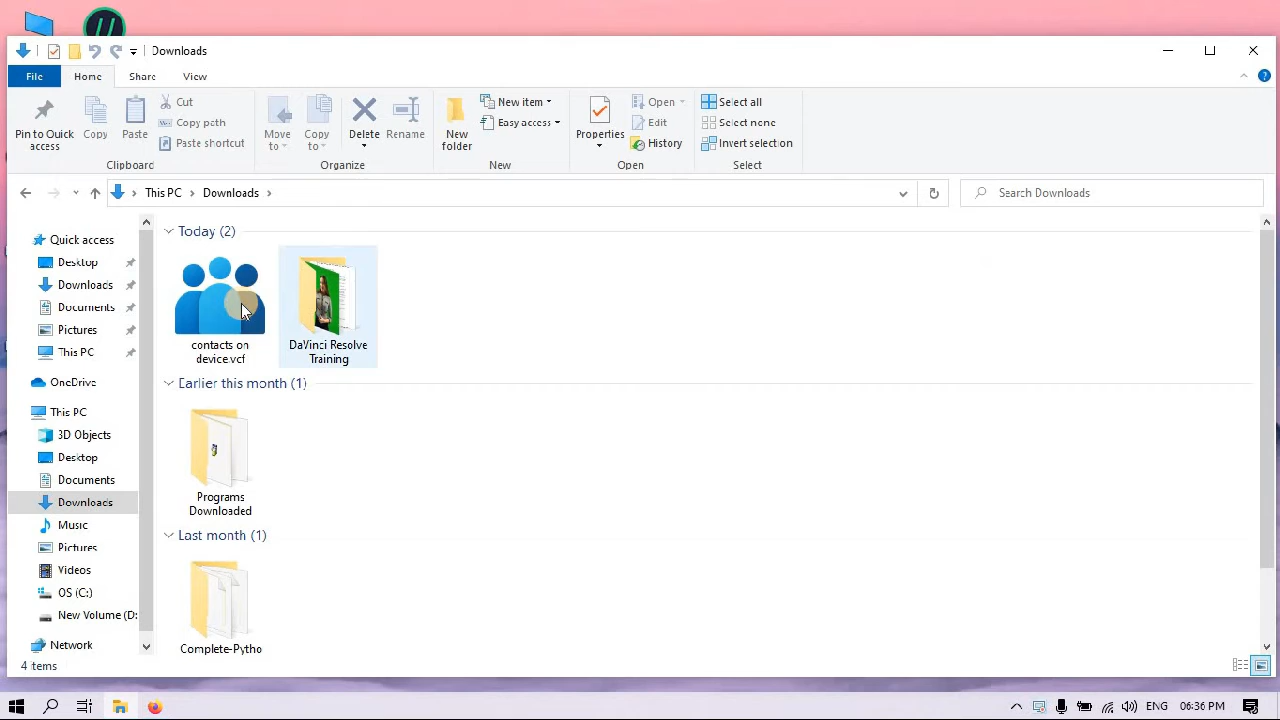 Downloads
File Home Share View
Pin to Quick access
Copy
Paste
Cut
Copy path
Paste shortcut
Clipboard
Move to
Copy to
Delete
Rename
Organize
New folder
New item
Easy access
New
Properties
Open
Edit
History
Open
Select all
Select none
Invert selection
Select
This PC Downloads
Search Downloads
Quick access
Desktop
Downloads
Documents
Pictures
This PC
OneDrive
This PC
3D Objects
Desktop
Documents
Downloads
Music
Pictures
Videos
OS (C:)
New Volume (D:
Network
Today (2)
contacts on
device.vcf
DaVinci Resolve
Training
Earlier this month (1)
Programs
Downloaded
Last month (1)
Complete-Pytho
4 items
ENG 06:36 PM